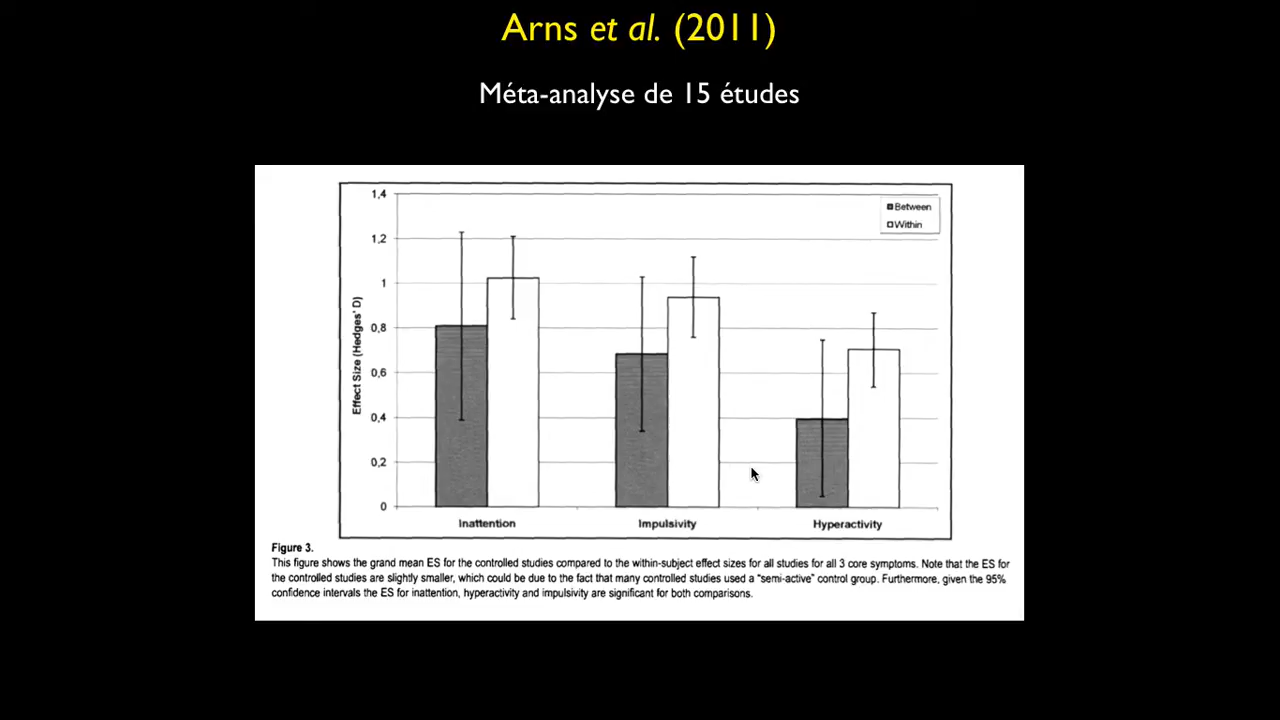 Arns et al. (2011)
Méta-analyse de 15 études
1,4
1,2
1
0,8
0,6
0,4
0,2
0
Effect Size (Hedges' D)
Between
Within
Inattention
Impulsivity
Hyperactivity
Figure 3.
This figure shows the grand mean ES for the controlled studies compared to the within-subject effect sizes for all studies for all 3 core symptoms. Note that the ES for
the controlled studies are slightly smaller, which could be due to the fact that many controlled studies used a "semi-active" control group. Furthermore, given the 95%
confidence intervals the ES for inattention, hyperactivity and impulsivity are significant for both comparisons.